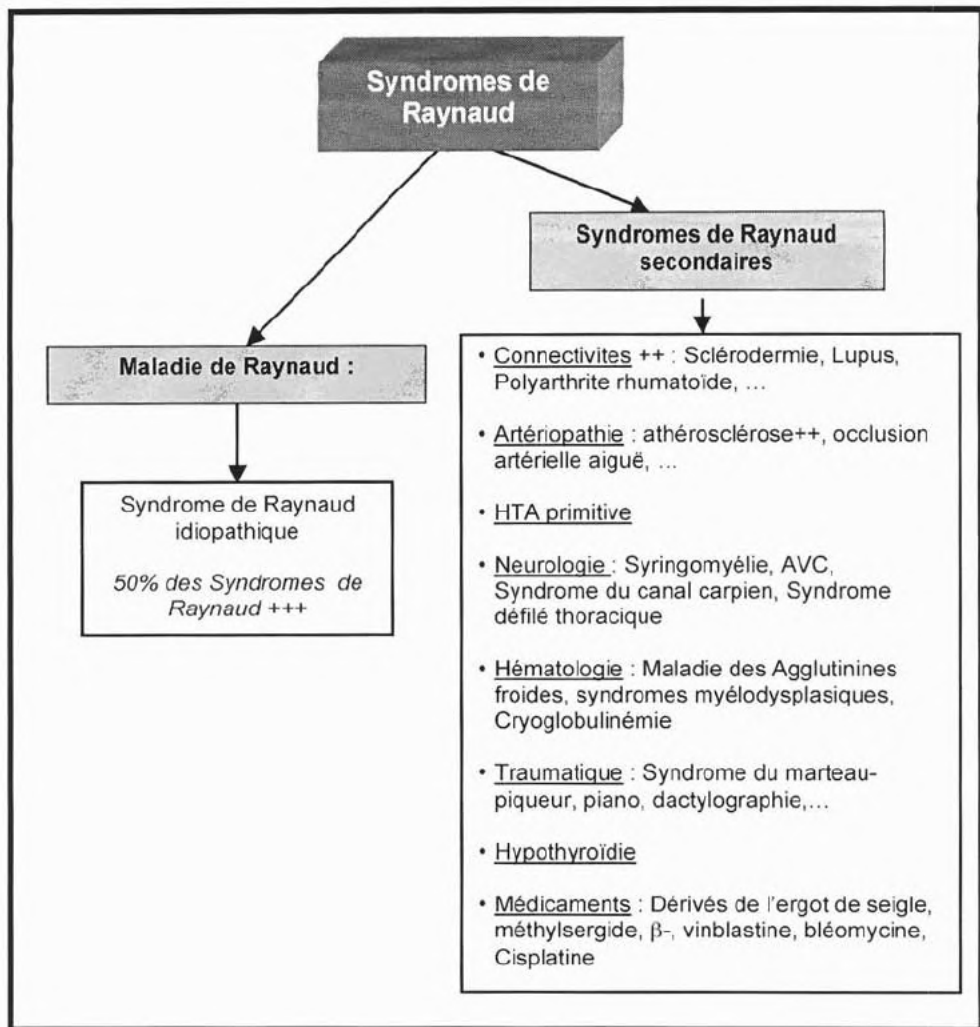 Syndromes de
Raynaud
Syndromes de Raynaud
secondaires
Maladie de Raynaud :
Syndrome de Raynaud
idiopathique
50% des Syndromes de
Raynaud +++
• Connectivites ++ : Sclérodermie, Lupus,
Polyarthrite rhumatoïde, ...
• Artériopathie : athérosclérose++, occlusion
artérielle aiguë, ...
• HTA primitive
• Neurologie : Syringomyélie, AVC,
Syndrome du canal carpien, Syndrome
défilé thoracique
• Hématologie : Maladie des Agglutinines
froides, syndromes myélodysplasiques,
Cryoglobulinémie
• Traumatique : Syndrome du marteau-
piqueur, piano, dactylographie,...
• Hypothyroïdie
• Médicaments : Dérivés de l'ergot de seigle,
méthylsergide, β-, vinblastine, bléomycine,
Cisplatine